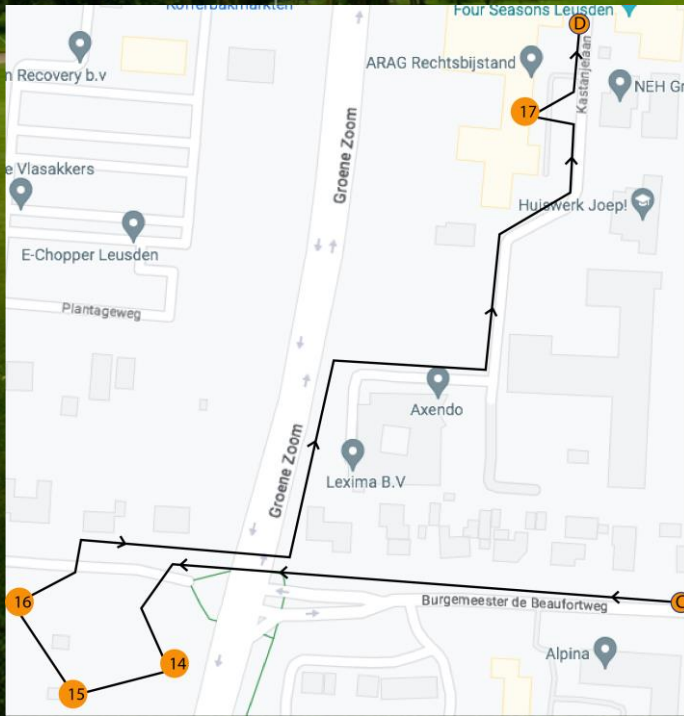 Kofferbakmarkten
Four Seasons Leusden
D
n Recovery b.v
ARAG Rechtsbijstand
Kastanjelaan
NEH Gr
17
Groene Zoom
e Vlasakkers
Huiswerk Joep!
E-Chopper Leusden
Plantageweg
Axendo
Groene Zoom
Lexima B.V
16
Burgemeester de Beaufortweg
C
14
Alpina
15